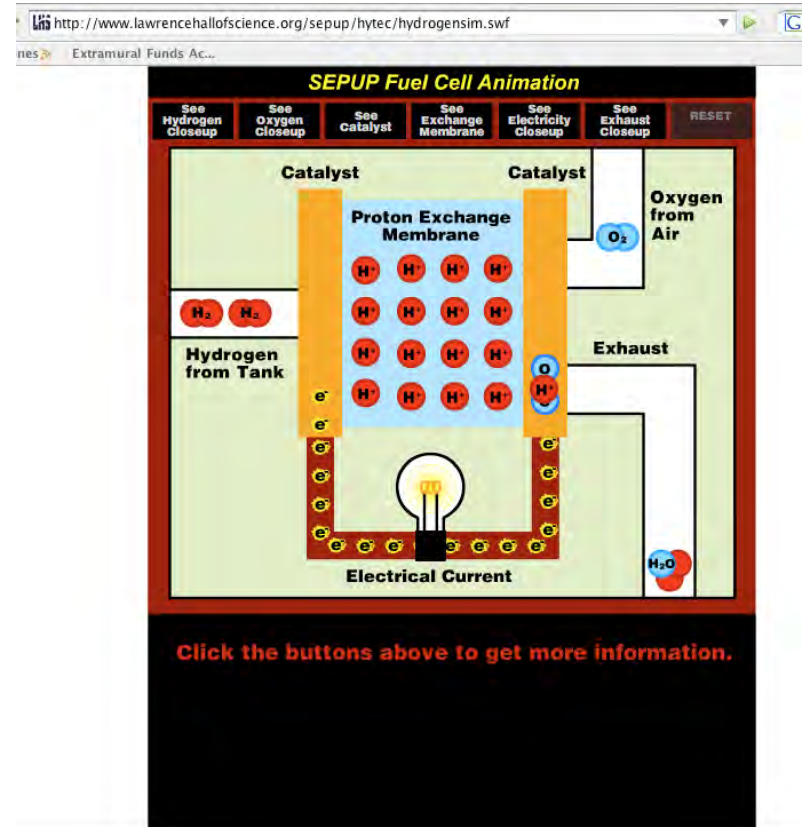 http://www.lawrencehallofscience.org/sepup/hytec/hydrogensim.swf
G
nes Extramural Funds Ac...
SEPUP Fuel Cell Animation
See Hydrogen Closeup
See Oxygen Closeup
See Catalyst
See Exchange Membrane
See Electricity Closeup
See Exhaust Closeup
RESET
Catalyst
Catalyst
Proton Exchange
Membrane
Oxygen
from
Air
O₂
H⁺ H⁺ H⁺ H⁺
H⁺ H⁺ H⁺ H⁺
H₂ H₂
Hydrogen
from Tank
H⁺ H⁺ H⁺ H⁺
Exhaust
O
H⁺ H⁺ H⁺ H⁺
H⁺
e⁻
e⁻
e⁻ e⁻
e⁻ e⁻
e⁻ e⁻
e⁻ e⁻
e⁻ e⁻ e⁻ e⁻ e⁻ e⁻ e⁻ e⁻
H₂O
Electrical Current
Click the buttons above to get more information.